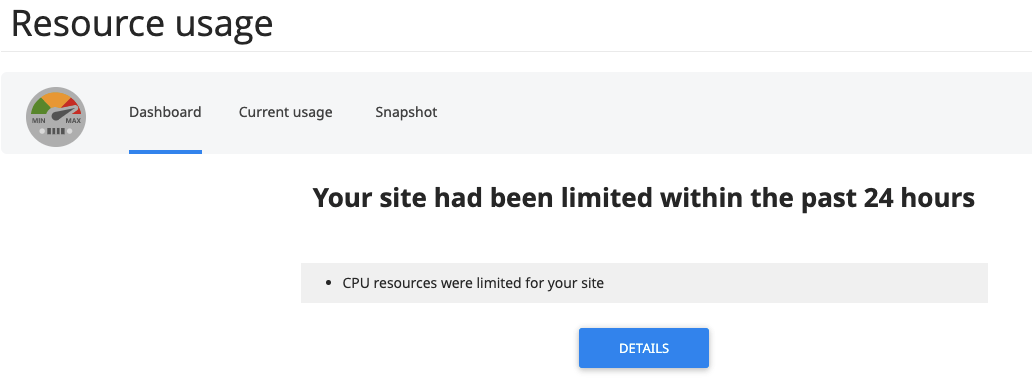 Resource usage
MIN MAX
Dashboard Current usage Snapshot
Your site had been limited within the past 24 hours
CPU resources were limited for your site
DETAILS